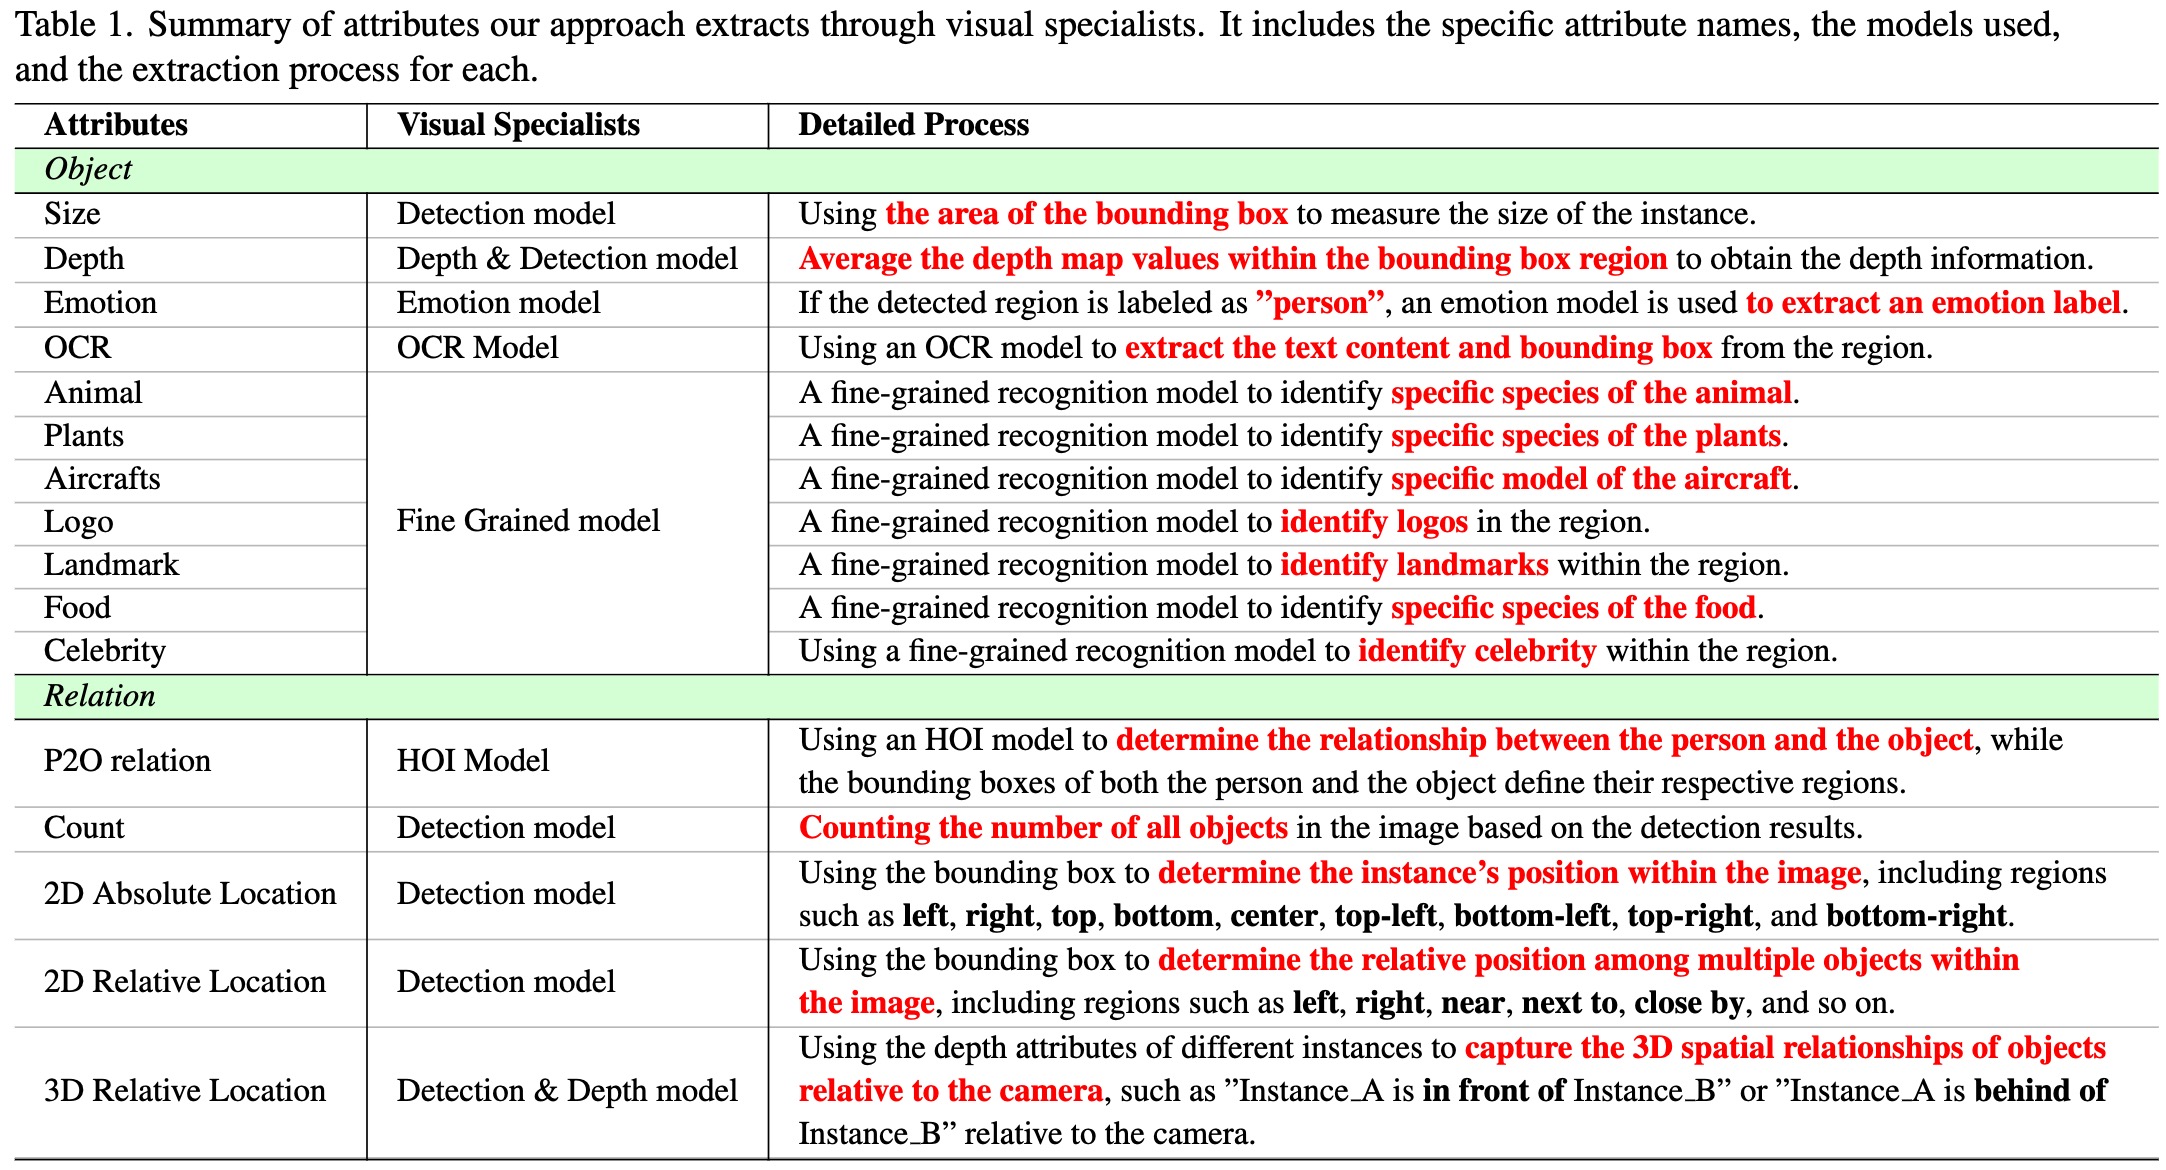 Table 1. Summary of attributes our approach extracts through visual specialists. It includes the specific attribute names, the models used,
and the extraction process for each.
Attributes Visual Specialists Detailed Process
Object
Size Detection model Using the area of the bounding box to measure the size of the instance.
Depth Depth & Detection model Average the depth map values within the bounding box region to obtain the depth information.
Emotion Emotion model If the detected region is labeled as ”person”, an emotion model is used to extract an emotion label.
OCR OCR Model Using an OCR model to extract the text content and bounding box from the region.
Animal A fine-grained recognition model to identify specific species of the animal.
Plants A fine-grained recognition model to identify specific species of the plants.
Aircrafts A fine-grained recognition model to identify specific model of the aircraft.
Logo Fine Grained model A fine-grained recognition model to identify logos in the region.
Landmark A fine-grained recognition model to identify landmarks within the region.
Food A fine-grained recognition model to identify specific species of the food.
Celebrity Using a fine-grained recognition model to identify celebrity within the region.
Relation
P2O relation HOI Model Using an HOI model to determine the relationship between the person and the object, while
the bounding boxes of both the person and the object define their respective regions.
Count Detection model Counting the number of all objects in the image based on the detection results.
2D Absolute Location Detection model Using the bounding box to determine the instance’s position within the image, including regions
such as left, right, top, bottom, center, top-left, bottom-left, top-right, and bottom-right.
2D Relative Location Detection model Using the bounding box to determine the relative position among multiple objects within
the image, including regions such as left, right, near, next to, close by, and so on.
3D Relative Location Detection & Depth model Using the depth attributes of different instances to capture the 3D spatial relationships of objects
relative to the camera, such as ”Instance_A is in front of Instance_B” or ”Instance_A is behind of
Instance_B” relative to the camera.